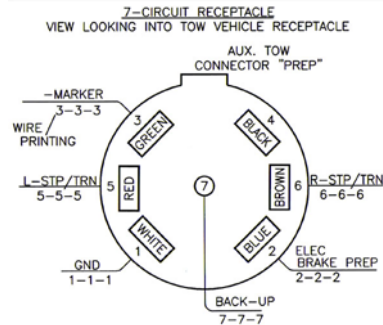 7-CIRCUIT RECEPTACLE
VIEW LOOKING INTO TOW VEHICLE RECEPTACLE
AUX. TOW
CONNECTOR "PREP"
-MARKER
3-3-3
WIRE
PRINTING
3
GREEN
4
BLACK
L-STP/TRN
5-5-5
5
RED
7
BROWN
6
R-STP/TRN
6-6-6
WHITE
1
BLUE
2
GND
1-1-1
ELEC
BRAKE PREP
2-2-2
BACK-UP
7-7-7